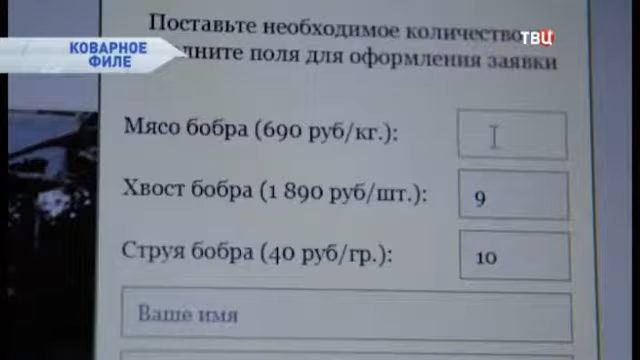 Поставьте необходимое количество
ТВЦ
КОВАРНОЕ
ФИЛЕ
лните поля для оформления заявки
Мясо бобра (690 руб/кг.):
Хвост бобра (1 890 руб/шт.):
9
Струя бобра (40 руб/гр.):
10
Ваше имя